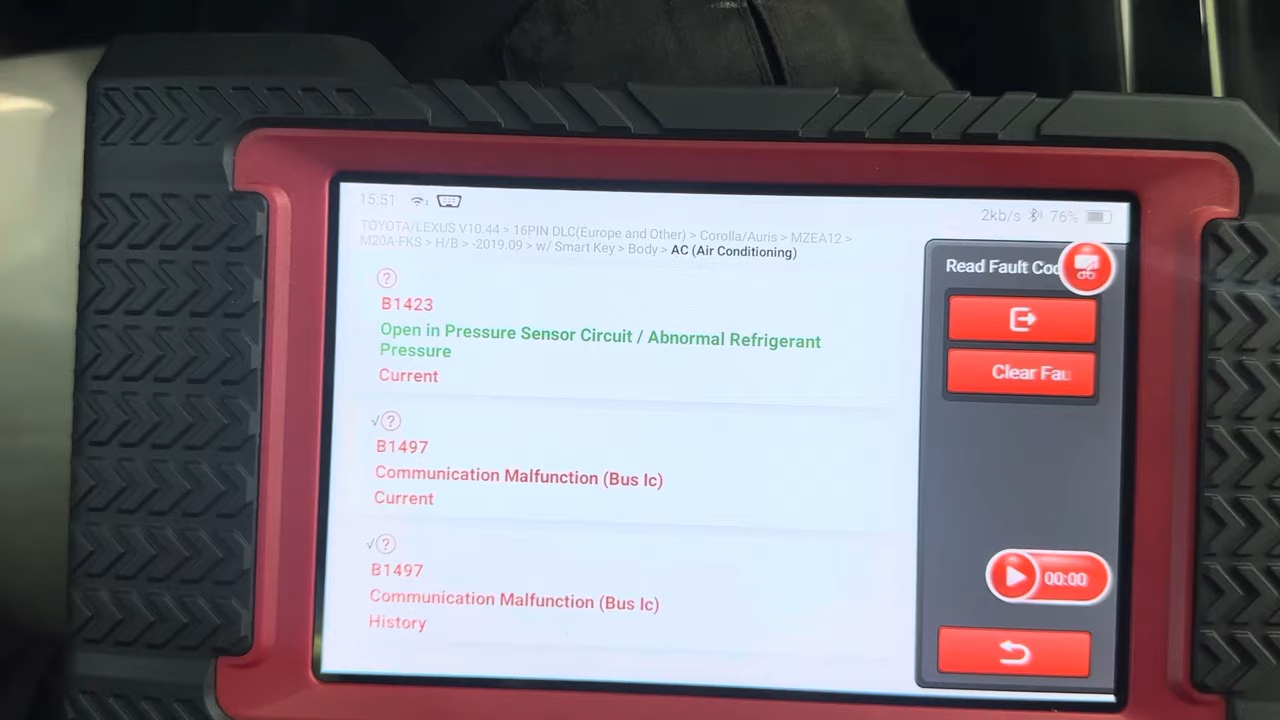 15:51
2kb/s 76%
TOYOTA/LEXUS V10.44 > 16PIN DLC(Europe and Other) > Corolla/Auris > MZEA12 >
M20A-FKS > H/B > -2019.09 > w/ Smart Key > Body > AC (Air Conditioning)
?
B1423
Open in Pressure Sensor Circuit / Abnormal Refrigerant
Pressure
Current
√?
B1497
Communication Malfunction (Bus Ic)
Current
√?
B1497
Communication Malfunction (Bus Ic)
History
Read Fault Cod
Clear Fau
00:00